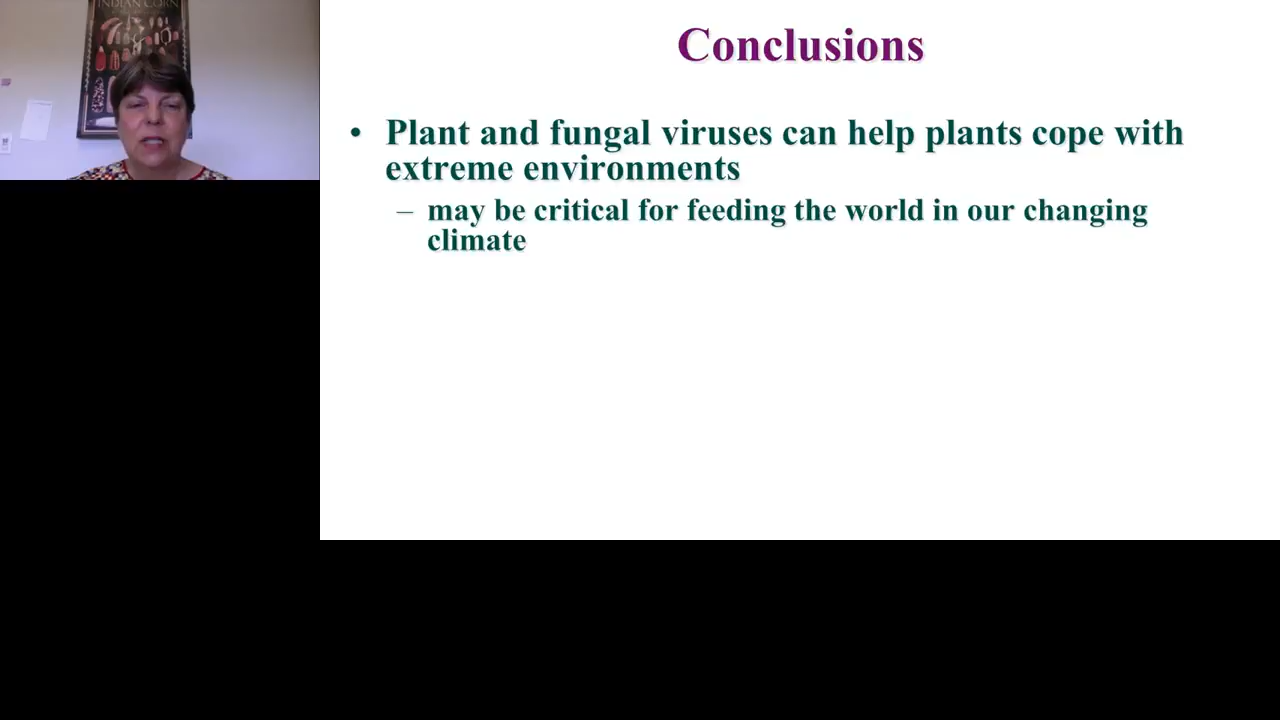 INDIAN CORN
Conclusions
• Plant and fungal viruses can help plants cope with
extreme environments
– may be critical for feeding the world in our changing
climate